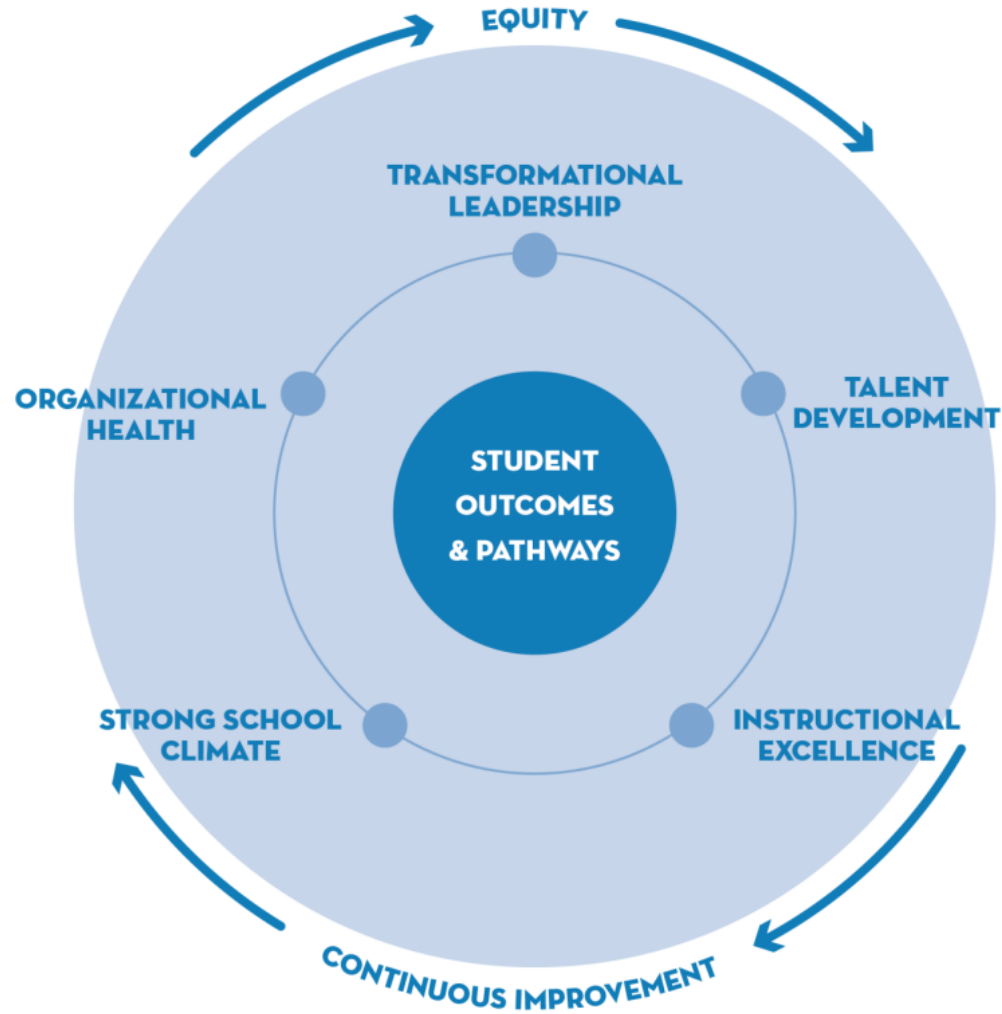 EQUITY
TRANSFORMATIONAL
LEADERSHIP
ORGANIZATIONAL
HEALTH
TALENT
DEVELOPMENT
STUDENT
OUTCOMES
& PATHWAYS
STRONG SCHOOL
CLIMATE
INSTRUCTIONAL
EXCELLENCE
CONTINUOUS IMPROVEMENT